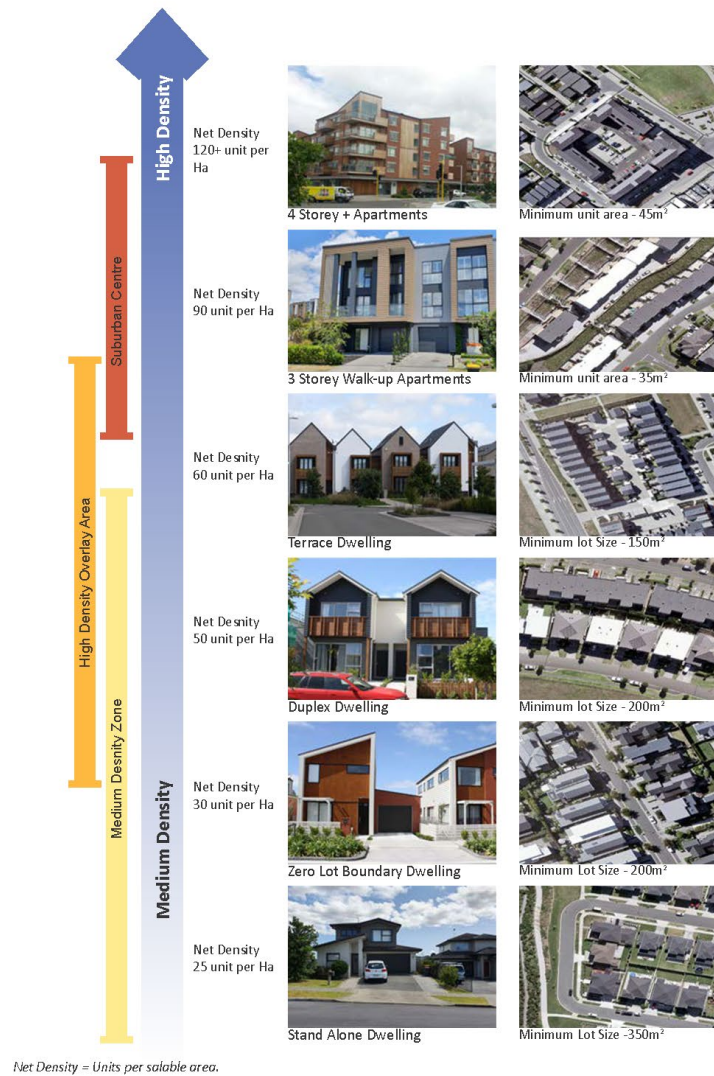 High Density
Medium Density
Suburban Centre
High Density Overlay Area
Medium Desnity Zone
Net Density
120+ unit per
Ha
4 Storey + Apartments
Minimum unit area - 45m²
Net Density
90 unit per Ha
3 Storey Walk-up Apartments
Minimum unit area - 35m²
Net Desnity
60 unit per Ha
Terrace Dwelling
Minimum lot Size - 150m²
Net Desnity
50 unit per Ha
Duplex Dwelling
Minimum lot Size - 200m²
Net Density
30 unit per Ha
Zero Lot Boundary Dwelling
Minimum Lot Size - 200m²
Net Density
25 unit per Ha
Stand Alone Dwelling
Minimum Lot Size -350m²
Net Density = Units per salable area.